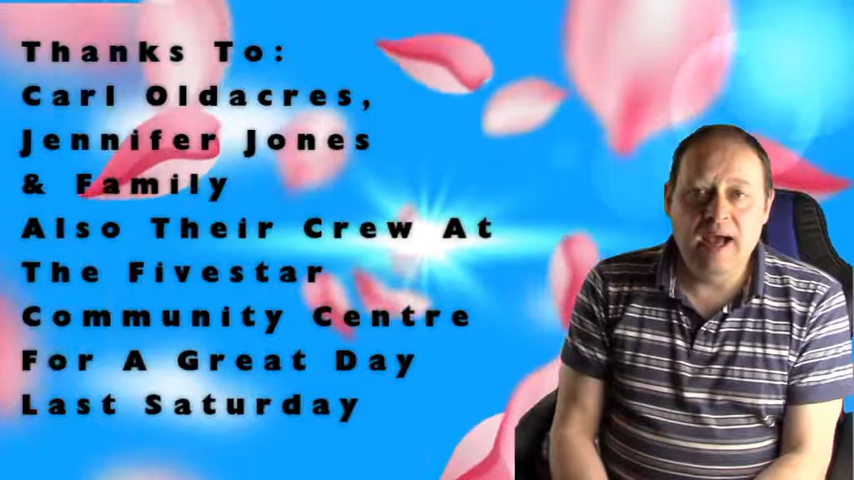 Thanks To:
Carl Oldacres,
Jennifer Jones
& Family
Also Their Crew At
The Fivestar
Community Centre
For A Great Day
Last Saturday